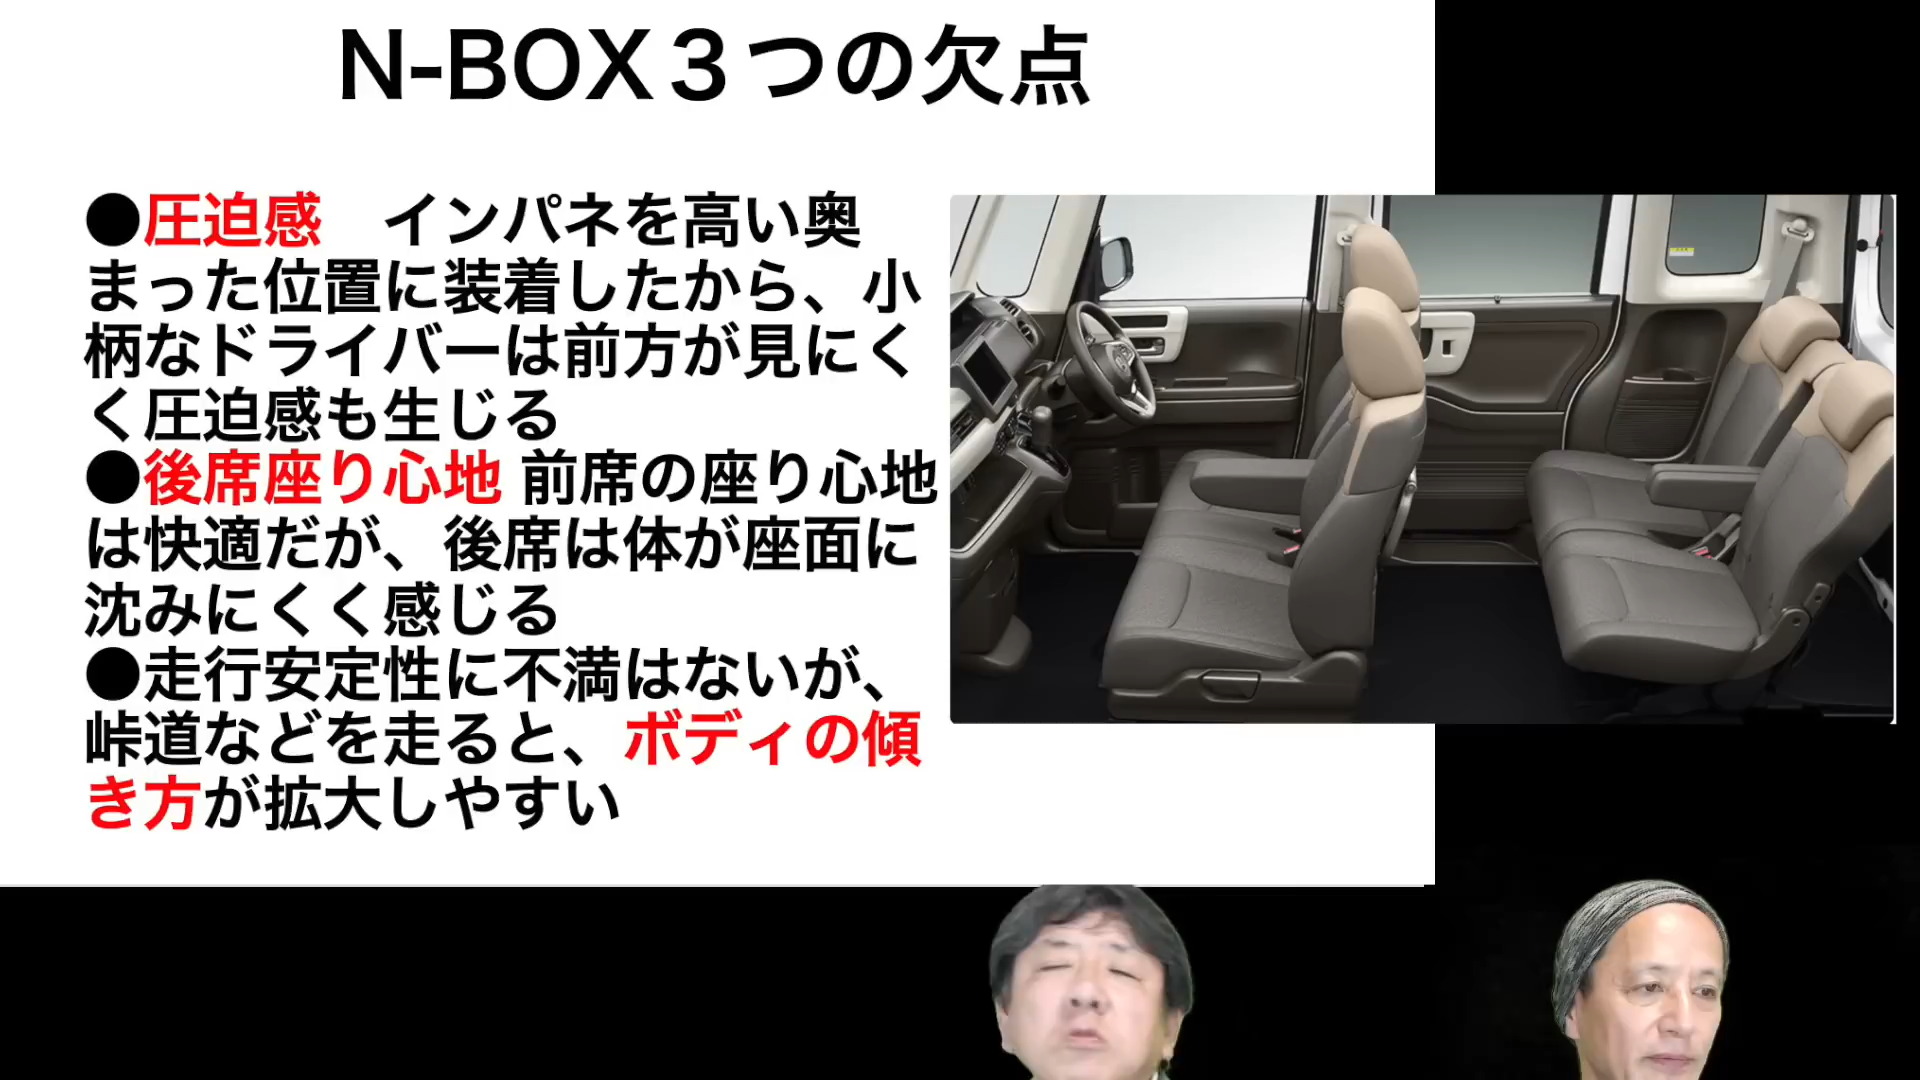 N-BOX３つの欠点
●圧迫感　インパネを高い奥
まった位置に装着したから、小
柄なドライバーは前方が見にく
く圧迫感も生じる
●後席座り心地 前席の座り心地
は快適だが、後席は体が座面に
沈みにくく感じる
●走行安定性に不満はないが、
峠道などを走ると、ボディの傾
き方が拡大しやすい